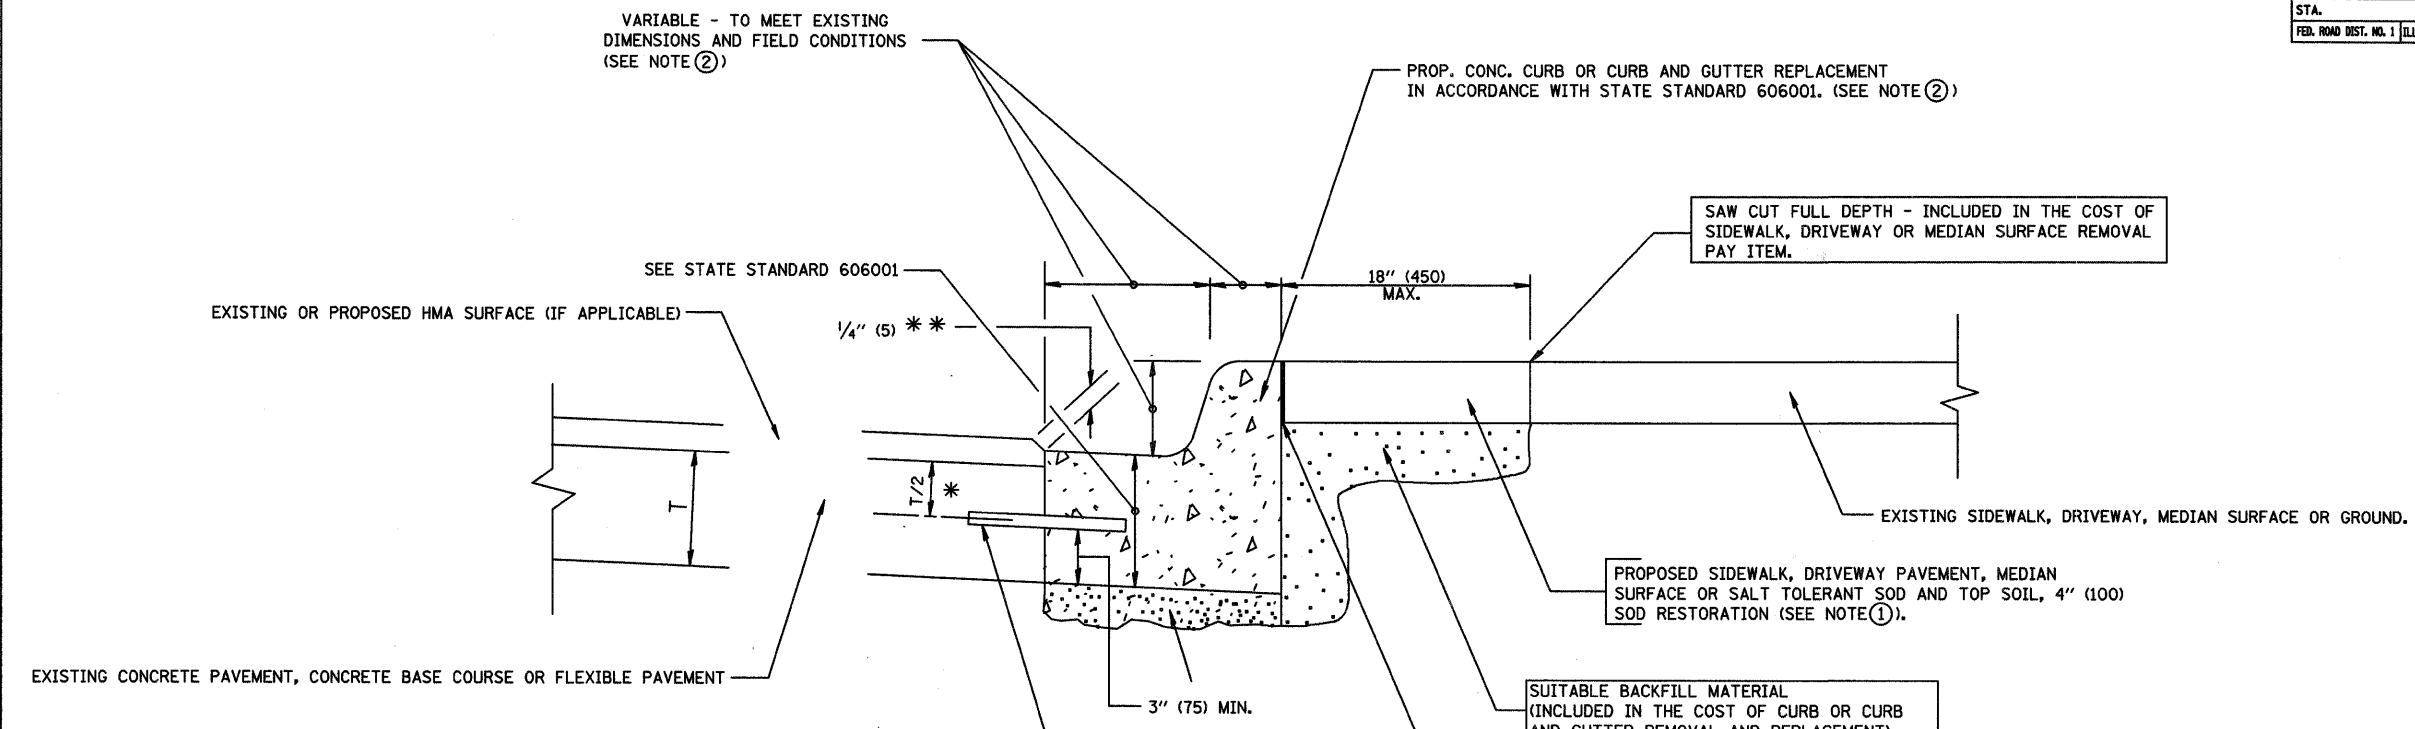 VARIABLE - TO MEET EXISTING
DIMENSIONS AND FIELD CONDITIONS
(SEE NOTE ②)
STA.
FED. ROAD DIST. NO. 1
PROP. CONC. CURB OR CURB AND GUTTER REPLACEMENT
IN ACCORDANCE WITH STATE STANDARD 606001. (SEE NOTE ②)
SAW CUT FULL DEPTH - INCLUDED IN THE COST OF
SIDEWALK, DRIVEWAY OR MEDIAN SURFACE REMOVAL
PAY ITEM.
SEE STATE STANDARD 606001
18" (450)
MAX.
EXISTING OR PROPOSED HMA SURFACE (IF APPLICABLE)
1/4" (5) * *
T
T/2 *
EXISTING SIDEWALK, DRIVEWAY, MEDIAN SURFACE OR GROUND.
PROPOSED SIDEWALK, DRIVEWAY PAVEMENT, MEDIAN
SURFACE OR SALT TOLERANT SOD AND TOP SOIL, 4" (100)
SOD RESTORATION (SEE NOTE ①).
EXISTING CONCRETE PAVEMENT, CONCRETE BASE COURSE OR FLEXIBLE PAVEMENT
3" (75) MIN.
SUITABLE BACKFILL MATERIAL
(INCLUDED IN THE COST OF CURB OR CURB
AND GUTTER REMOVAL AND REPLACEMENT)